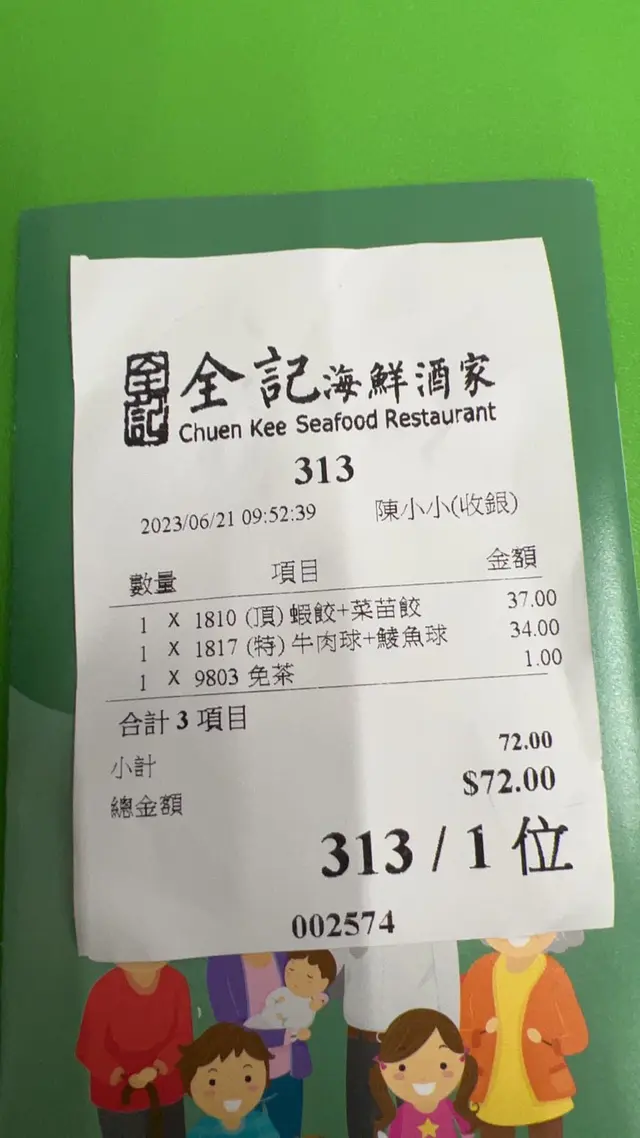 全記 全記海鮮酒家
Chuen Kee Seafood Restaurant
313
2023/06/21 09:52:39 陳小小(收銀)
數量 項目 金額
1 X 1810 (頂) 蝦餃+菜苗餃 37.00
1 X 1817 (特) 牛肉球+鯪魚球 34.00
1 X 9803 免茶 1.00
合計 3 項目
小計 72.00
總金額 $72.00
313 / 1 位
002574